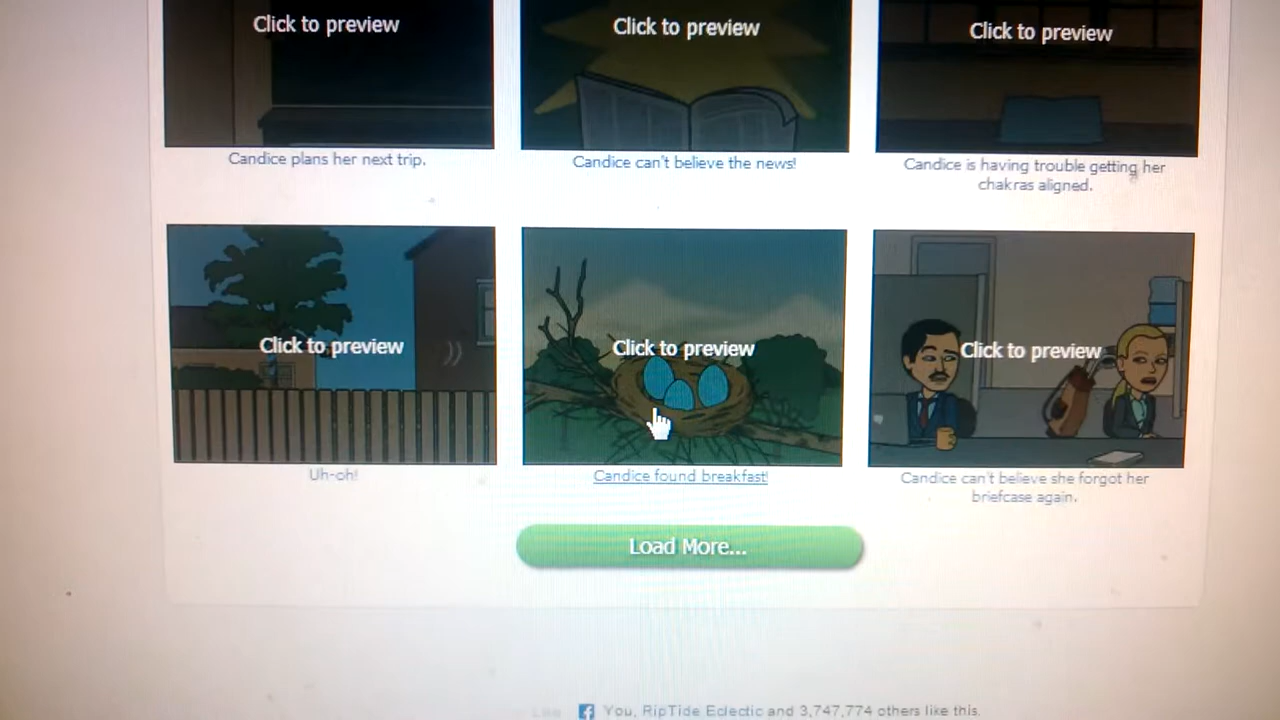 Click to preview
Click to preview
Click to preview
Candice plans her next trip.
Candice can't believe the news!
Candice is having trouble getting her
chakras aligned.
Click to preview
Click to preview
Click to preview
Uh-oh!
Candice found breakfast!
Candice can't believe she forgot her
briefcase again.
Load More...
Like
You, RipTide Eclectic and 3,747,774 others like this.